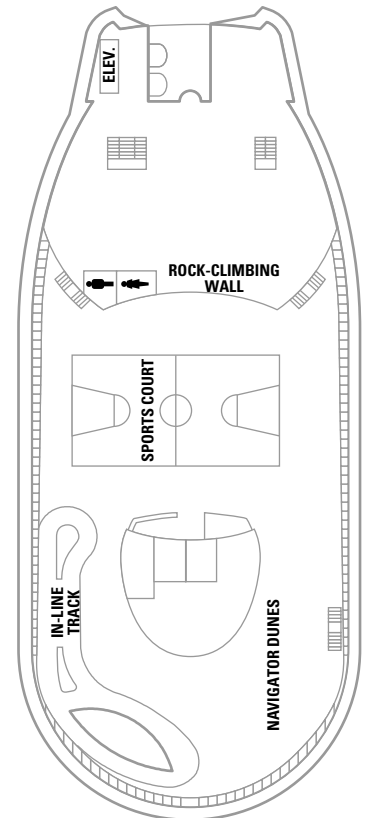 ELEV.
ROCK-CLIMBING
WALL
SPORTS COURT
IN-LINE
TRACK
NAVIGATOR DUNES